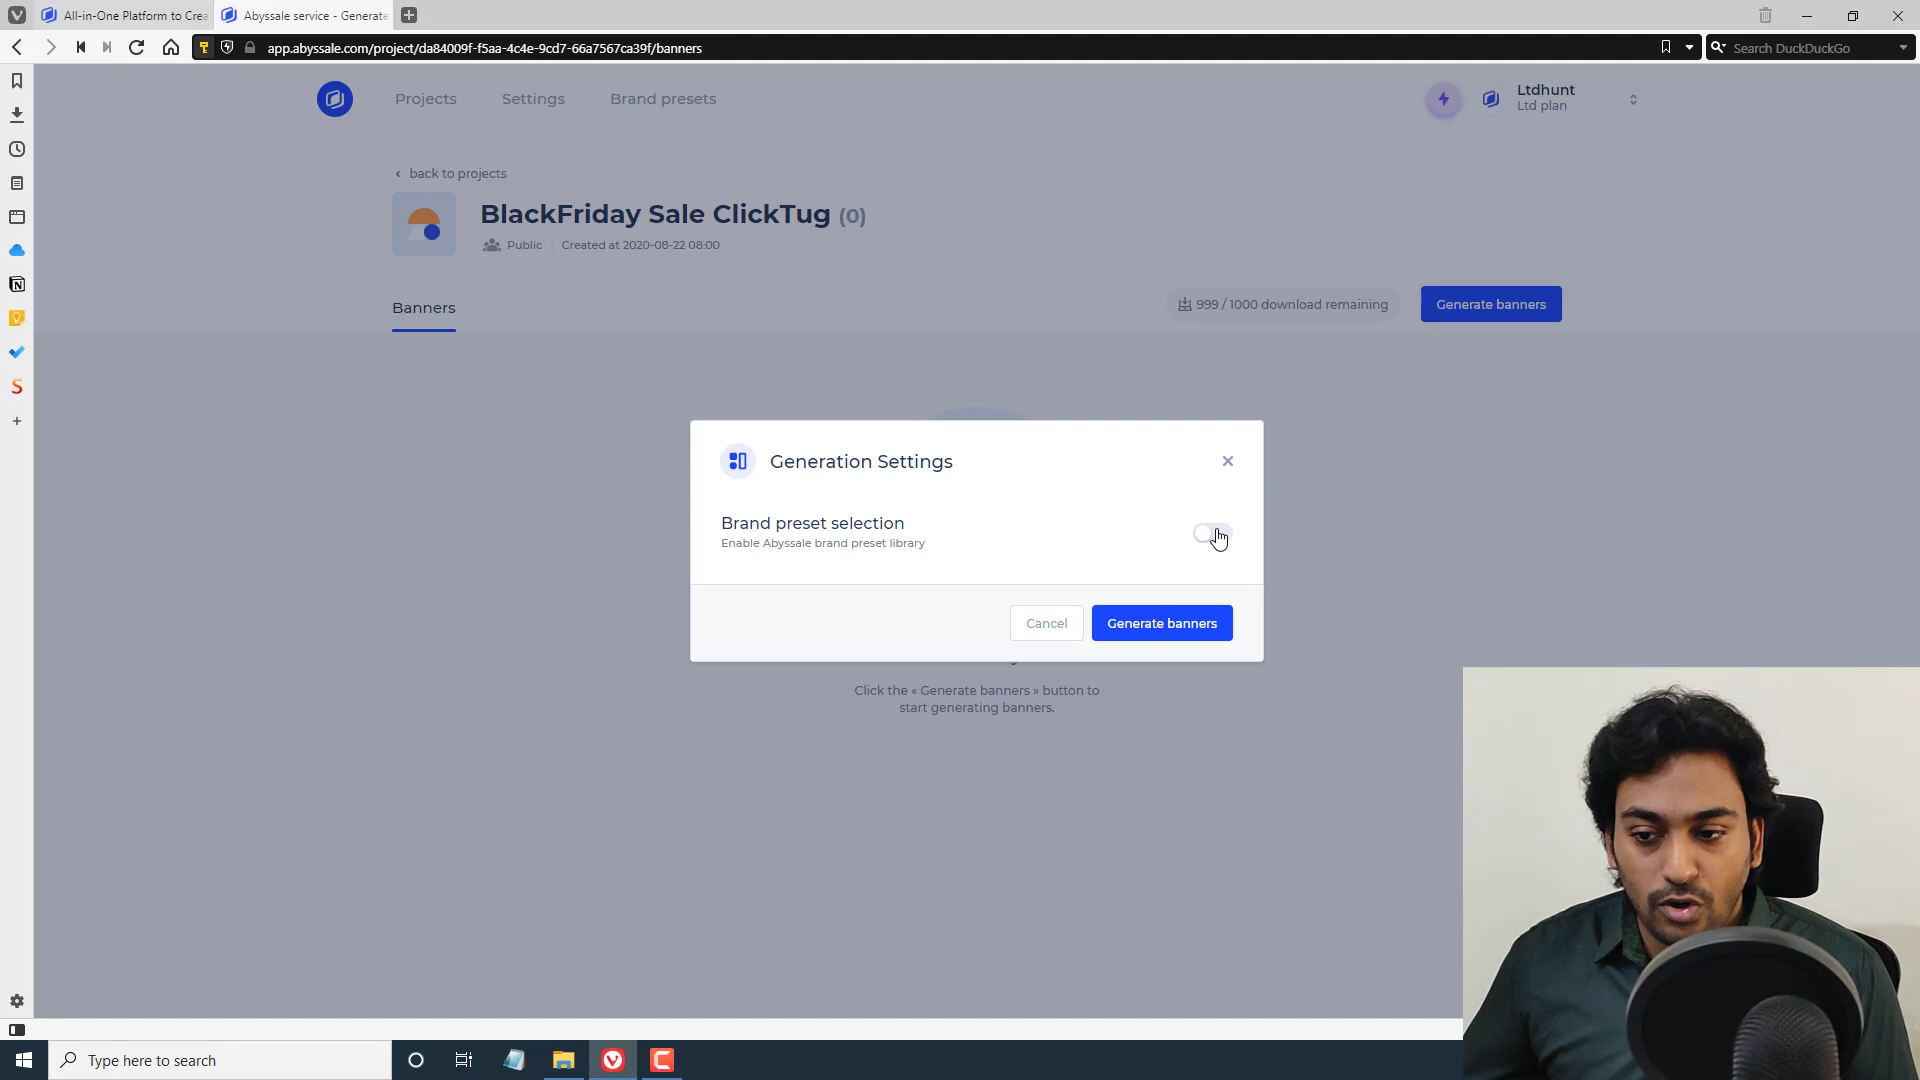 All-in-One Platform to Crea
Abyssale service - Generate
app.abyssale.com/project/da84009f-f5aa-4c4e-9cd7-66a7567ca39f/banners
Search DuckDuckGo
Projects
Settings
Brand presets
Ltdhunt
Ltd plan
‹ back to projects
BlackFriday Sale ClickTug (0)
Public
Created at 2020-08-22 08:00
Banners
999 / 1000 download remaining
Generate banners
Generation Settings
Brand preset selection
Enable Abyssale brand preset library
Cancel
Generate banners
Click the « Generate banners » button to
start generating banners.
Type here to search